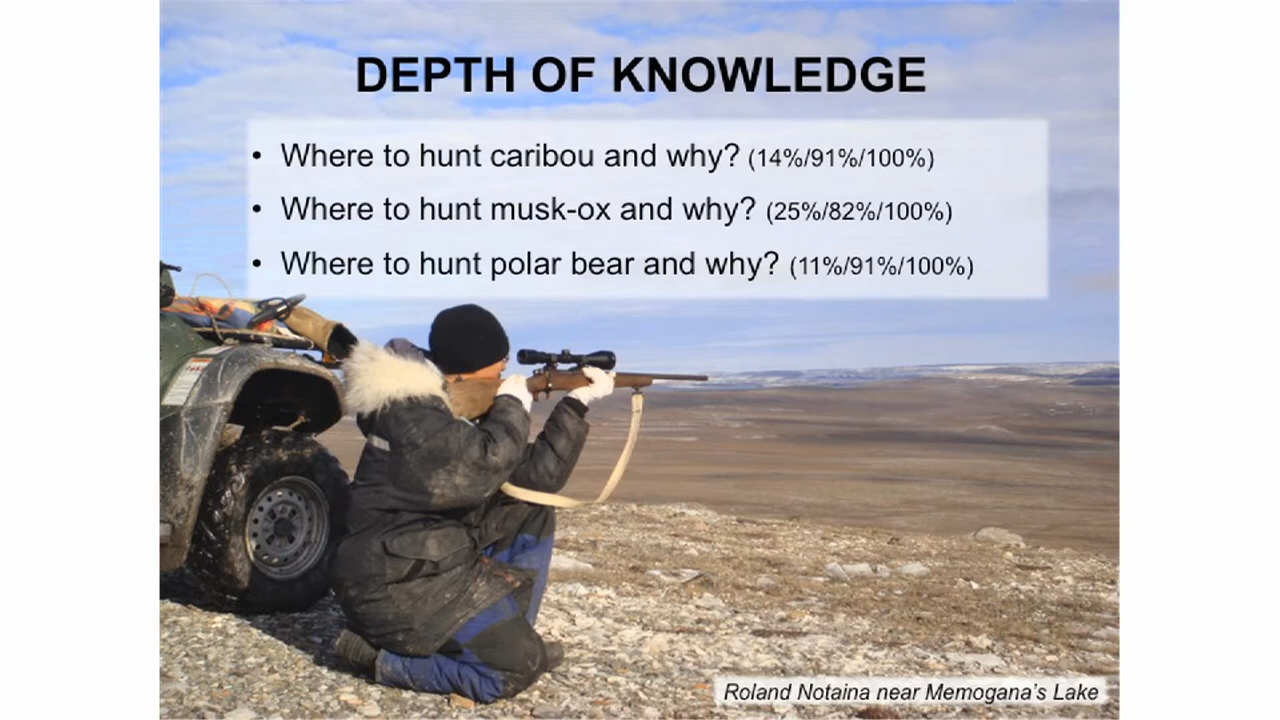 DEPTH OF KNOWLEDGE
• Where to hunt caribou and why? (14%/91%/100%)
• Where to hunt musk-ox and why? (25%/82%/100%)
• Where to hunt polar bear and why? (11%/91%/100%)
Roland Notaina near Memogana's Lake